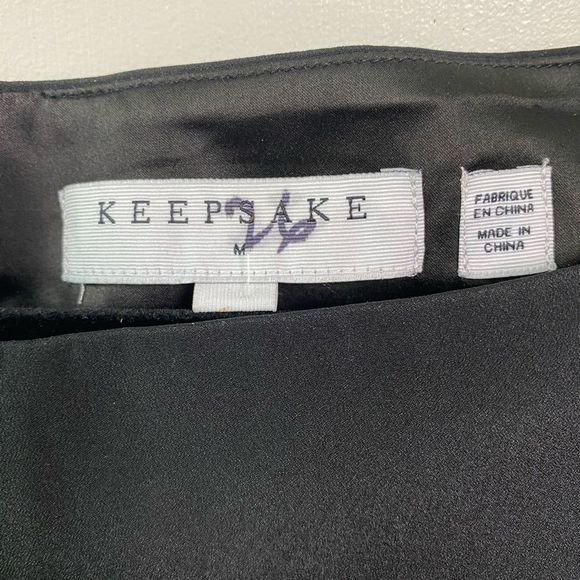 KEEPSAKE
26
M
FABRIQUE
EN CHINA
MADE IN
CHINA